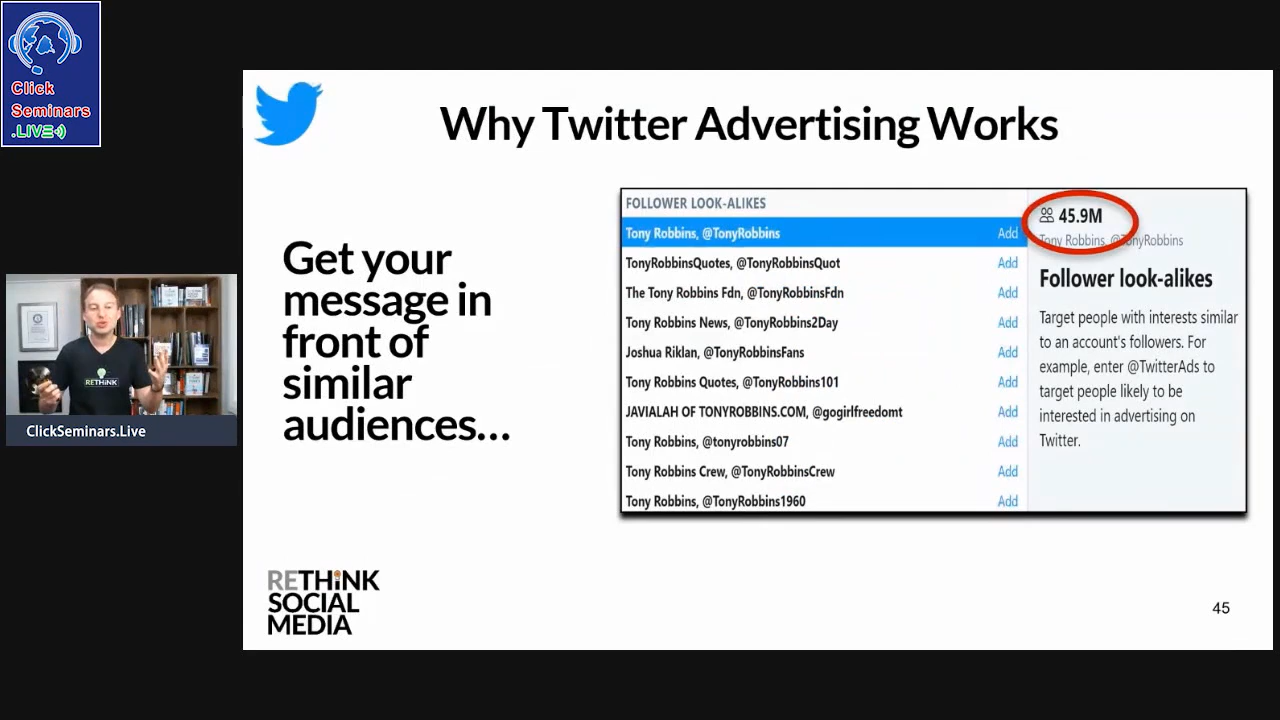 Click
Seminars
.LIVE
Why Twitter Advertising Works
Get your
message in
front of
similar
audiences...
FOLLOWER LOOK-ALIKES
Tony Robbins, @TonyRobbins Add
TonyRobbinsQuotes, @TonyRobbinsQuot Add
The Tony Robbins Fdn, @TonyRobbinsFdn Add
Tony Robbins News, @TonyRobbins2Day Add
Joshua Riklan, @TonyRobbinsFans Add
Tony Robbins Quotes, @TonyRobbins101 Add
JAVIALAH OF TONYROBBINS.COM, @gogirlfreedomt Add
Tony Robbins, @tonyrobbins07 Add
Tony Robbins Crew, @TonyRobbinsCrew Add
Tony Robbins, @TonyRobbins1960 Add
45.9M
Tony Robbins, @TonyRobbins
Follower look-alikes
Target people with interests similar
to an account's followers. For
example, enter @TwitterAds to
target people likely to be
interested in advertising on
Twitter.
RETHINK
ClickSeminars.Live
RETHiNK
SOCIAL
MEDIA
45